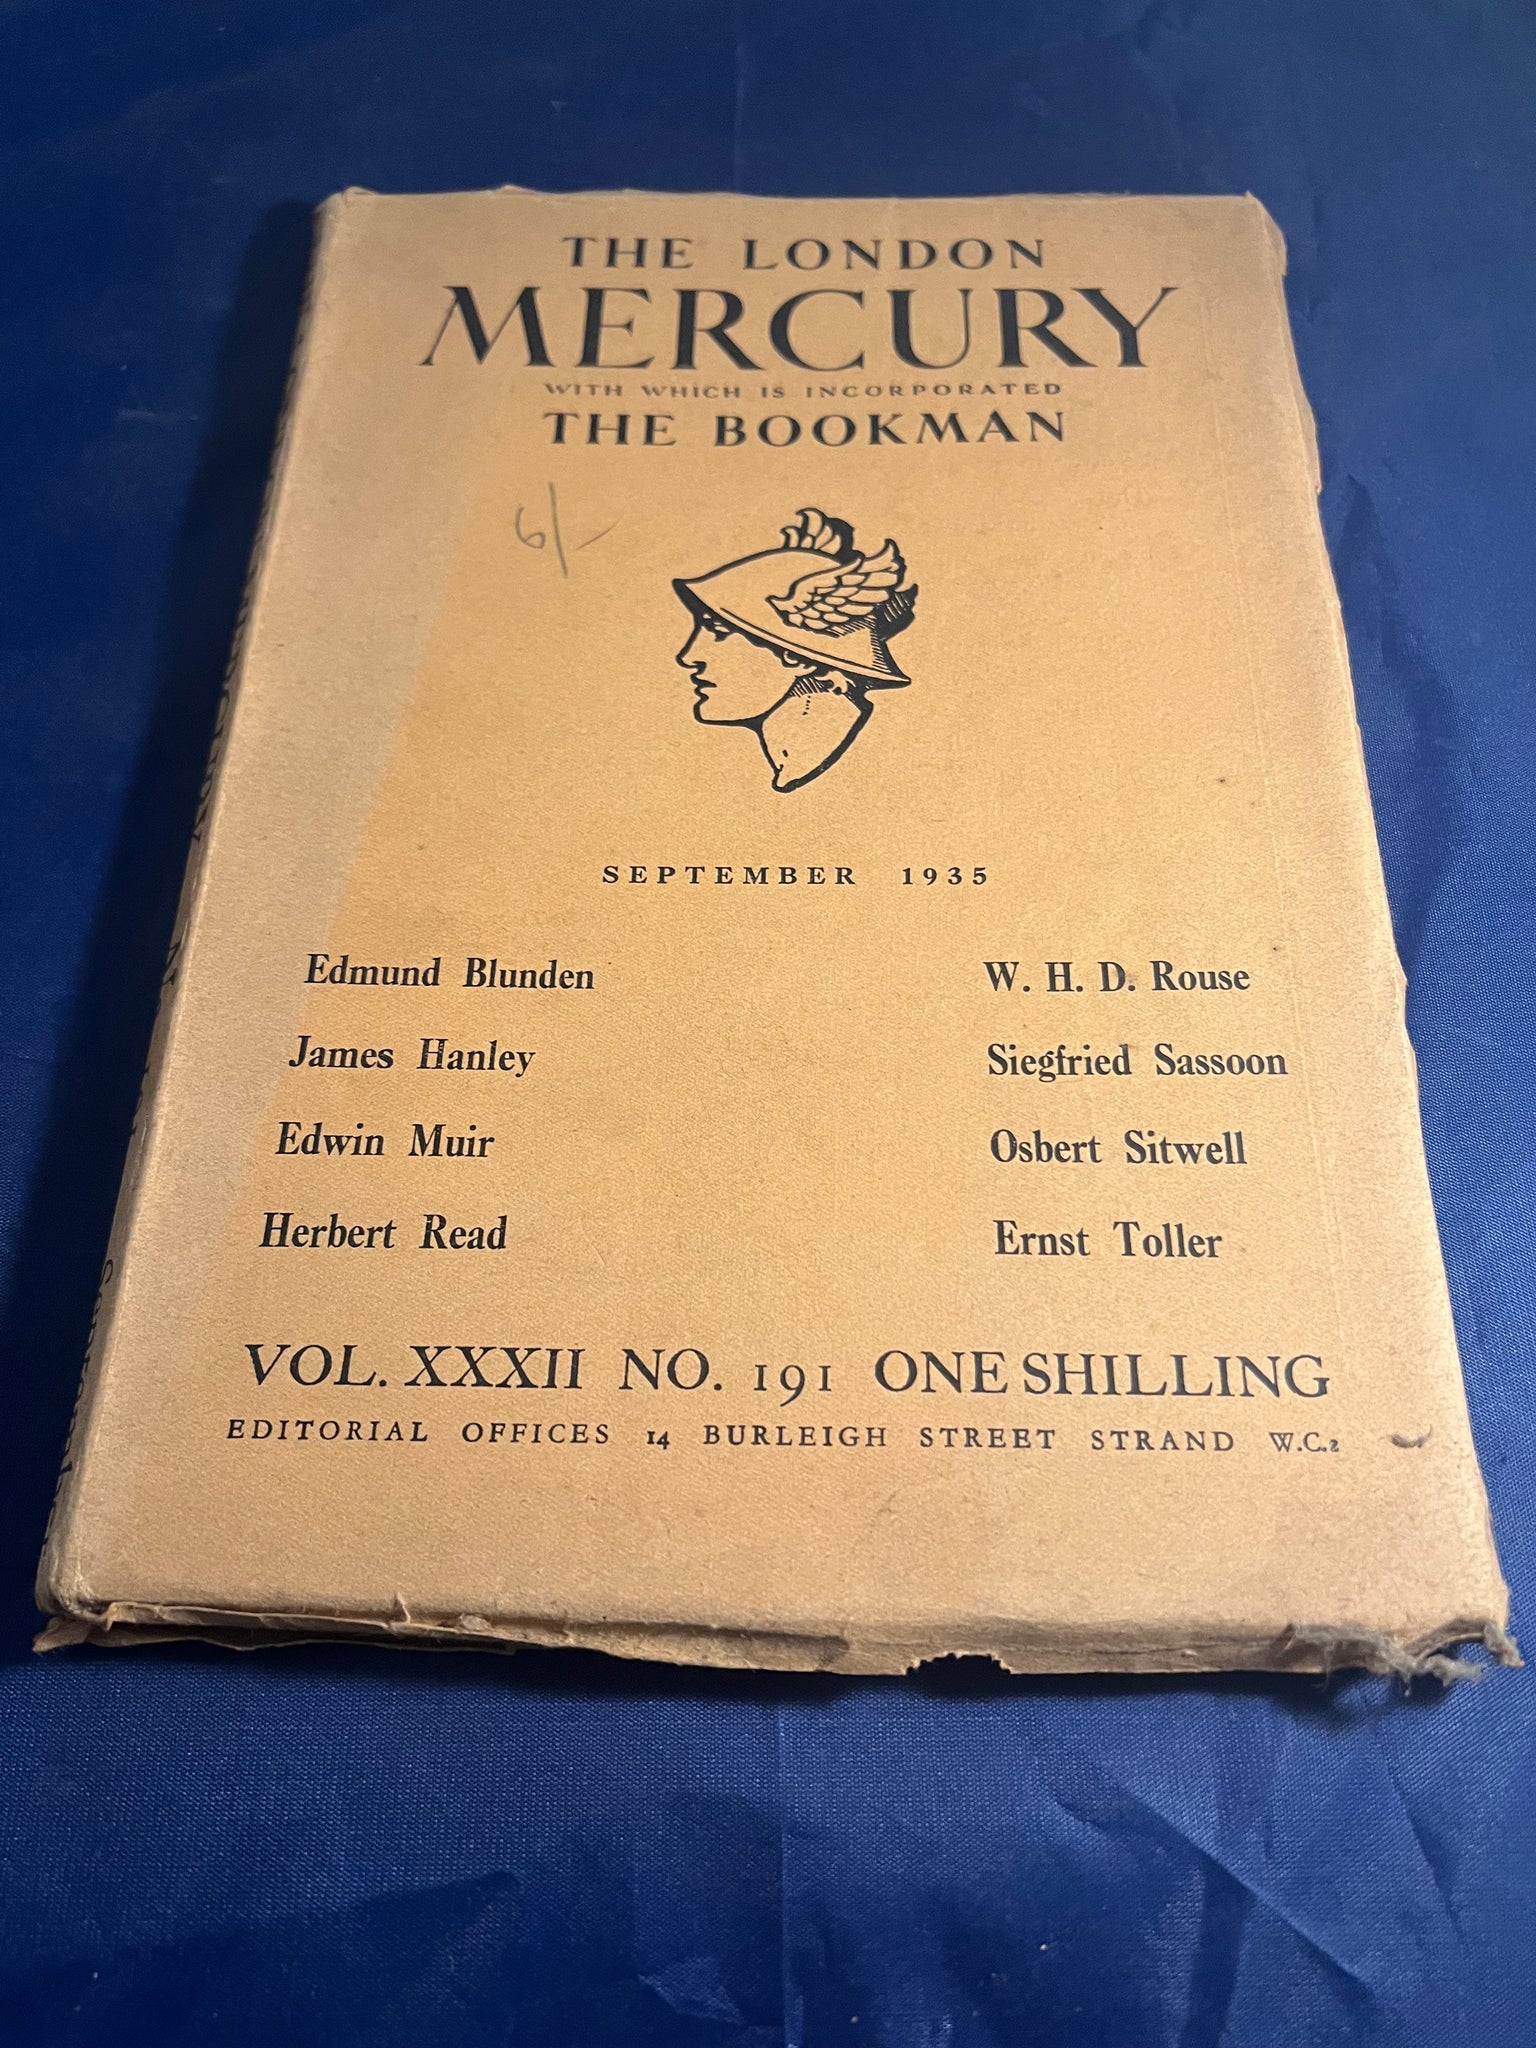 THE LONDON
MERCURY
WITH WHICH IS INCORPORATED
THE BOOKMAN
6/-
SEPTEMBER 1935
Edmund Blunden
W. H. D. Rouse
James Hanley
Siegfried Sassoon
Edwin Muir
Osbert Sitwell
Herbert Read
Ernst Toller
VOL. XXXII NO. 191 ONE SHILLING
EDITORIAL OFFICES 14 BURLEIGH STREET STRAND W.C.2